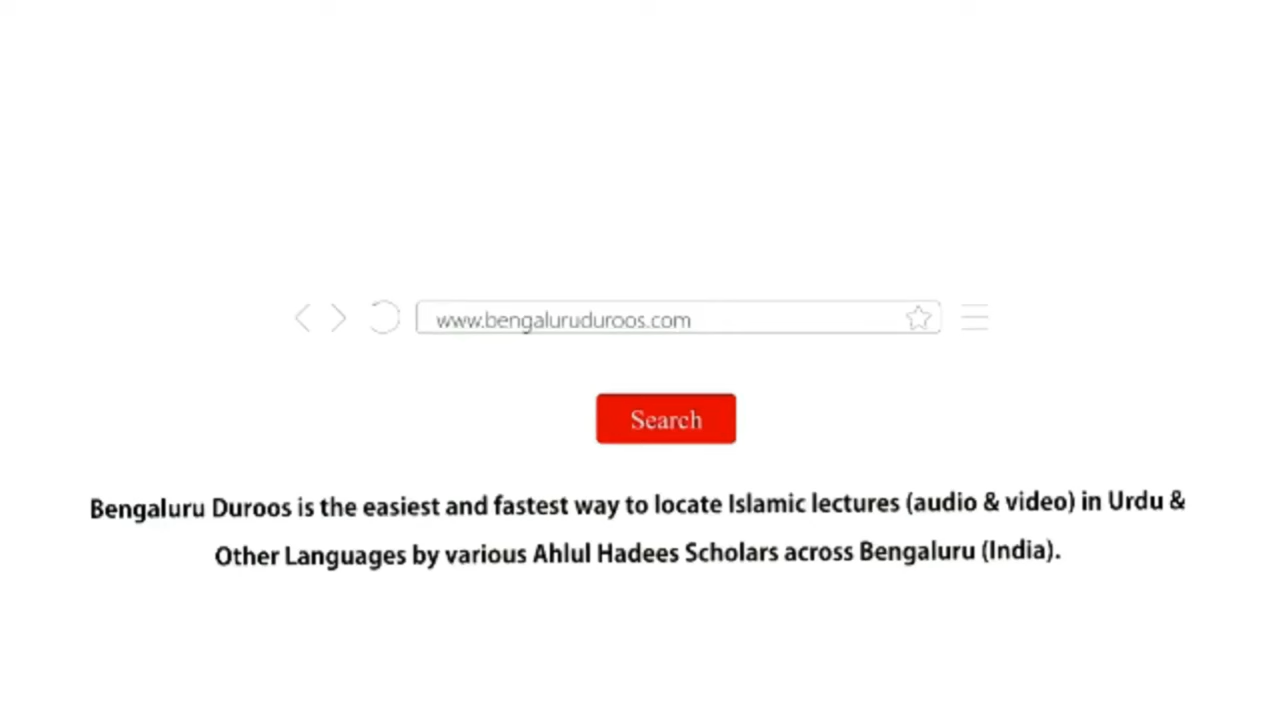 www.bengaluruduroos.com
Search
Bengaluru Duroos is the easiest and fastest way to locate Islamic lectures (audio & video) in Urdu &
Other Languages by various Ahlul Hadees Scholars across Bengaluru (India).